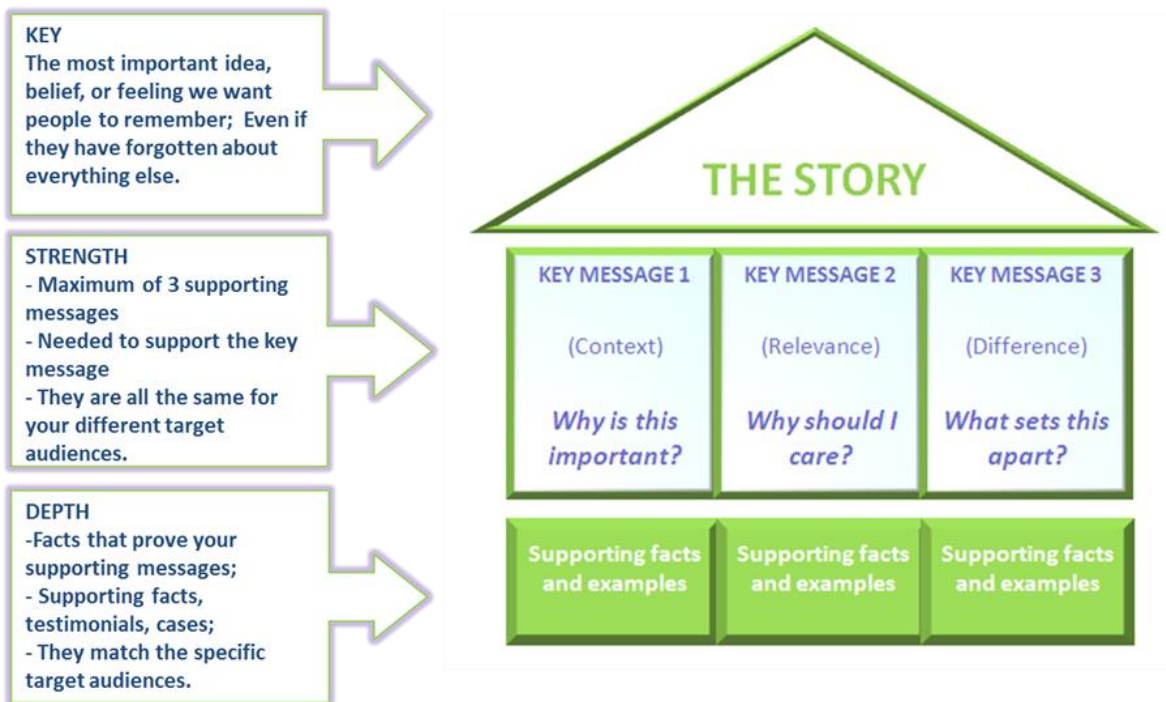 KEY
The most important idea,
belief, or feeling we want
people to remember;  Even if
they have forgotten about
everything else.
STRENGTH
- Maximum of 3 supporting
messages
- Needed to support the key
message
- They are all the same for
your different target
audiences.
DEPTH
-Facts that prove your
supporting messages;
- Supporting facts,
testimonials, cases;
- They match the specific
target audiences.
THE STORY
KEY MESSAGE 1
(Context)
Why is this
important?
KEY MESSAGE 2
(Relevance)
Why should I
care?
KEY MESSAGE 3
(Difference)
What sets this
apart?
Supporting facts
and examples
Supporting facts
and examples
Supporting facts
and examples